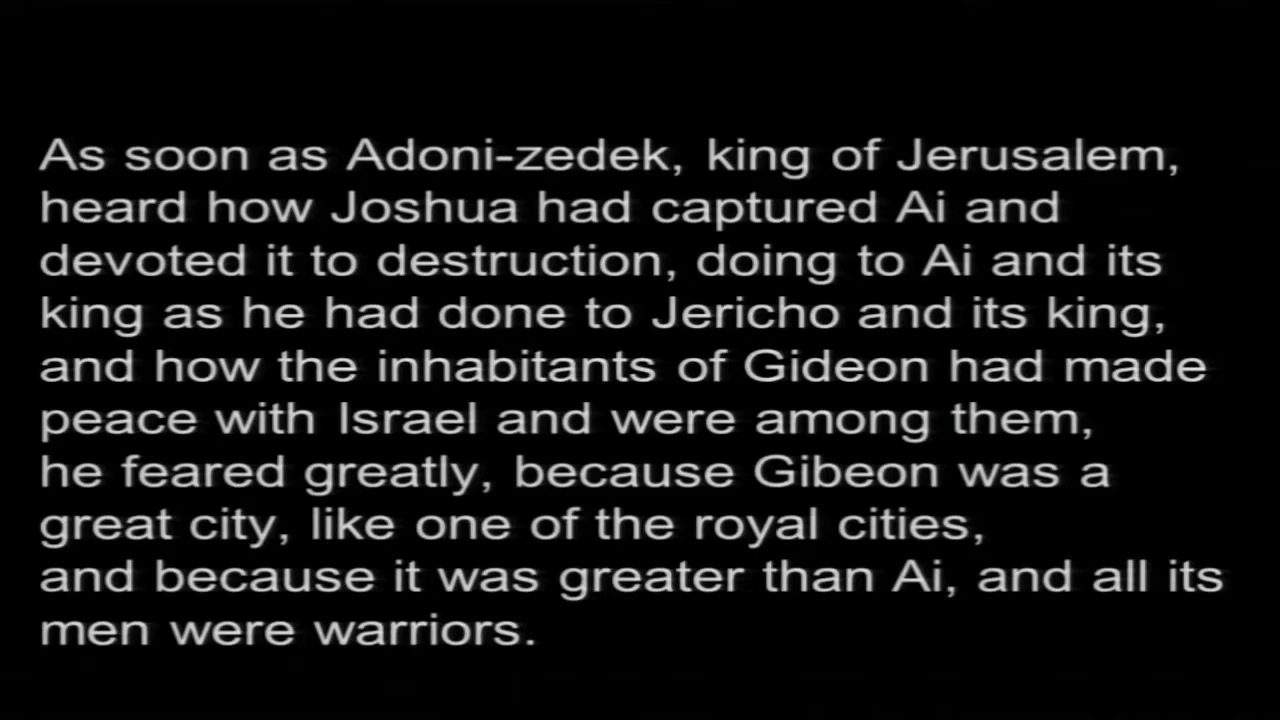 As soon as Adoni-zedek, king of Jerusalem,
heard how Joshua had captured Ai and
devoted it to destruction, doing to Ai and its
king as he had done to Jericho and its king,
and how the inhabitants of Gideon had made
peace with Israel and were among them,
he feared greatly, because Gibeon was a
great city, like one of the royal cities,
and because it was greater than Ai, and all its
men were warriors.